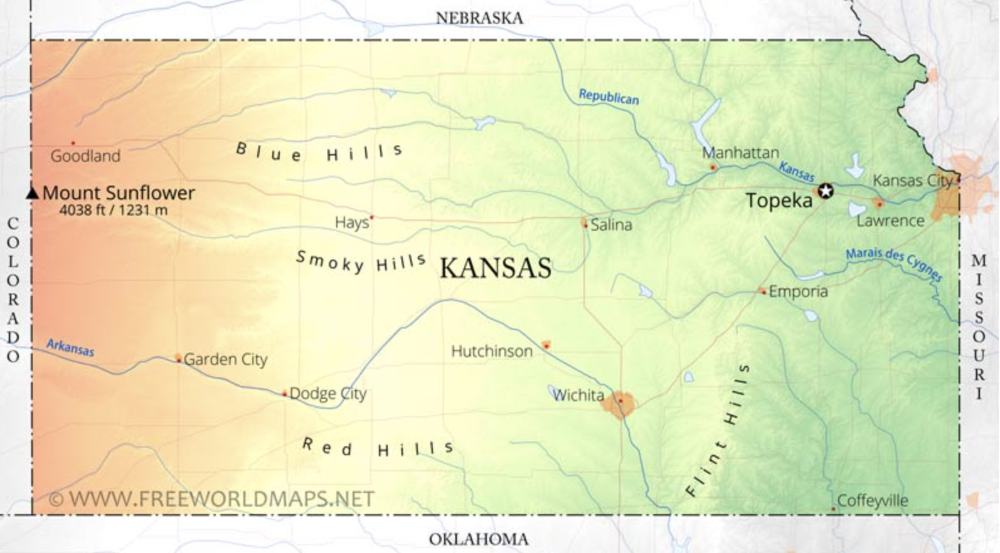 NEBRASKA
Republican
Blue Hills
Goodland
Manhattan
Kansas
Kansas City
Mount Sunflower
4038 ft / 1231 m
Topeka
Hays
Salina
Lawrence
COLORADO
Smoky Hills
KANSAS
Marais des Cygnes
MISSOURI
Emporia
Arkansas
Garden City
Hutchinson
Dodge City
Wichita
Flint Hills
Red Hills
© WWW.FREEWORLDMAPS.NET
Coffeyville
OKLAHOMA